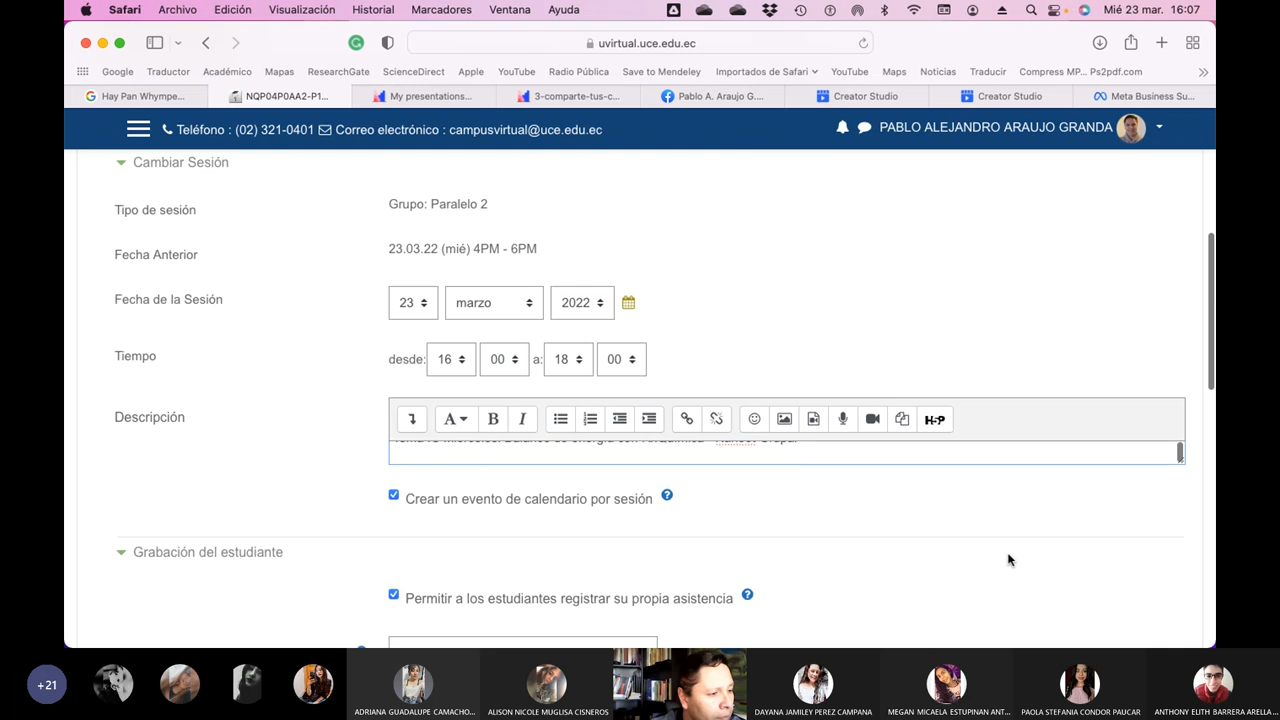 Safari Archivo Edición Visualización Historial Marcadores Ventana Ayuda Mié 23 mar. 16:07
uvirtual.uce.edu.ec
Google Traductor Académico Mapas ResearchGate ScienceDirect Apple YouTube Radio Pública Save to Mendeley Importados de Safari YouTube Maps Noticias Traducir Compress MP... Ps2pdf.com
Hay Pan Whympe... NQP04P0AA2-P1... My presentations... 3-comparte-tus-c... Pablo A. Araujo G.... Creator Studio Creator Studio Meta Business Su...
Teléfono : (02) 321-0401 Correo electrónico : campusvirtual@uce.edu.ec PABLO ALEJANDRO ARAUJO GRANDA
Cambiar Sesión
Tipo de sesión Grupo: Paralelo 2
Fecha Anterior 23.03.22 (mié) 4PM - 6PM
Fecha de la Sesión 23 marzo 2022
Tiempo desde: 16 00 a: 18 00
Descripción A B I H-P
Crear un evento de calendario por sesión
Grabación del estudiante
Permitir a los estudiantes registrar su propia asistencia
+21
ADRIANA GUADALUPE CAMACHO... ALISON NICOLE MUGLISA CISNEROS DAYANA JAMILEY PEREZ CAMPANA MEGAN MICAELA ESTUPINAN ANT... PAOLA STEFANIA CONDOR PAUCAR ANTHONY ELITH BARRERA ARELLA...